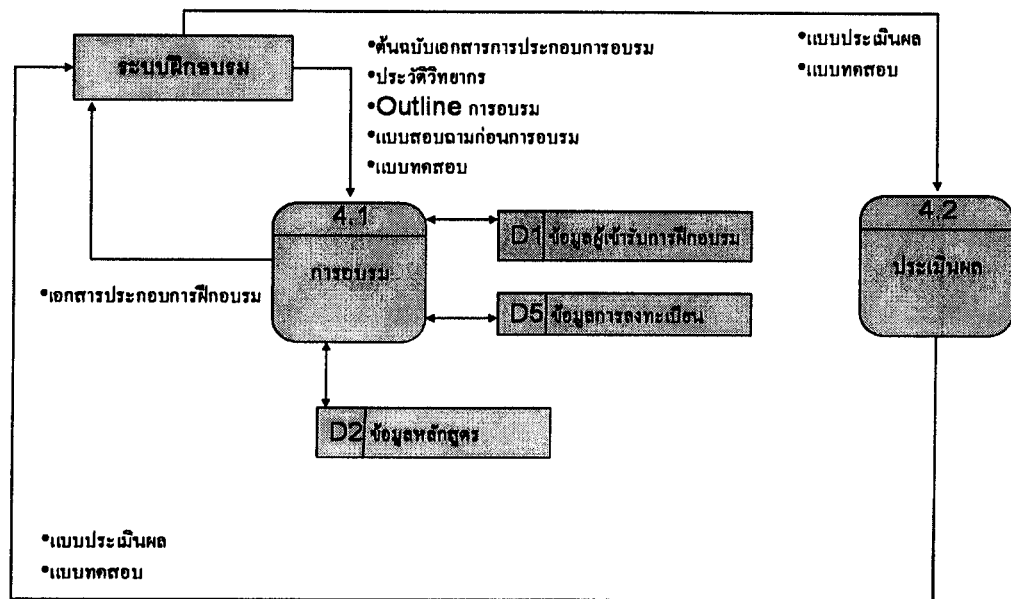 ระบบฝึกอบรม
•ต้นฉบับเอกสารการประกอบการอบรม
•ประวัติวิทยากร
•Outline การอบรม
•แบบสอบถามก่อนการอบรม
•แบบทดสอบ
•แบบประเมินผล
•แบบทดสอบ
4.1
การอบรม
D1 ข้อมูลผู้เข้ารับการฝึกอบรม
4.2
ประเมินผล
•เอกสารประกอบการฝึกอบรม
D5 ข้อมูลการลงทะเบียน
D2 ข้อมูลหลักสูตร
•แบบประเมินผล
•แบบทดสอบ